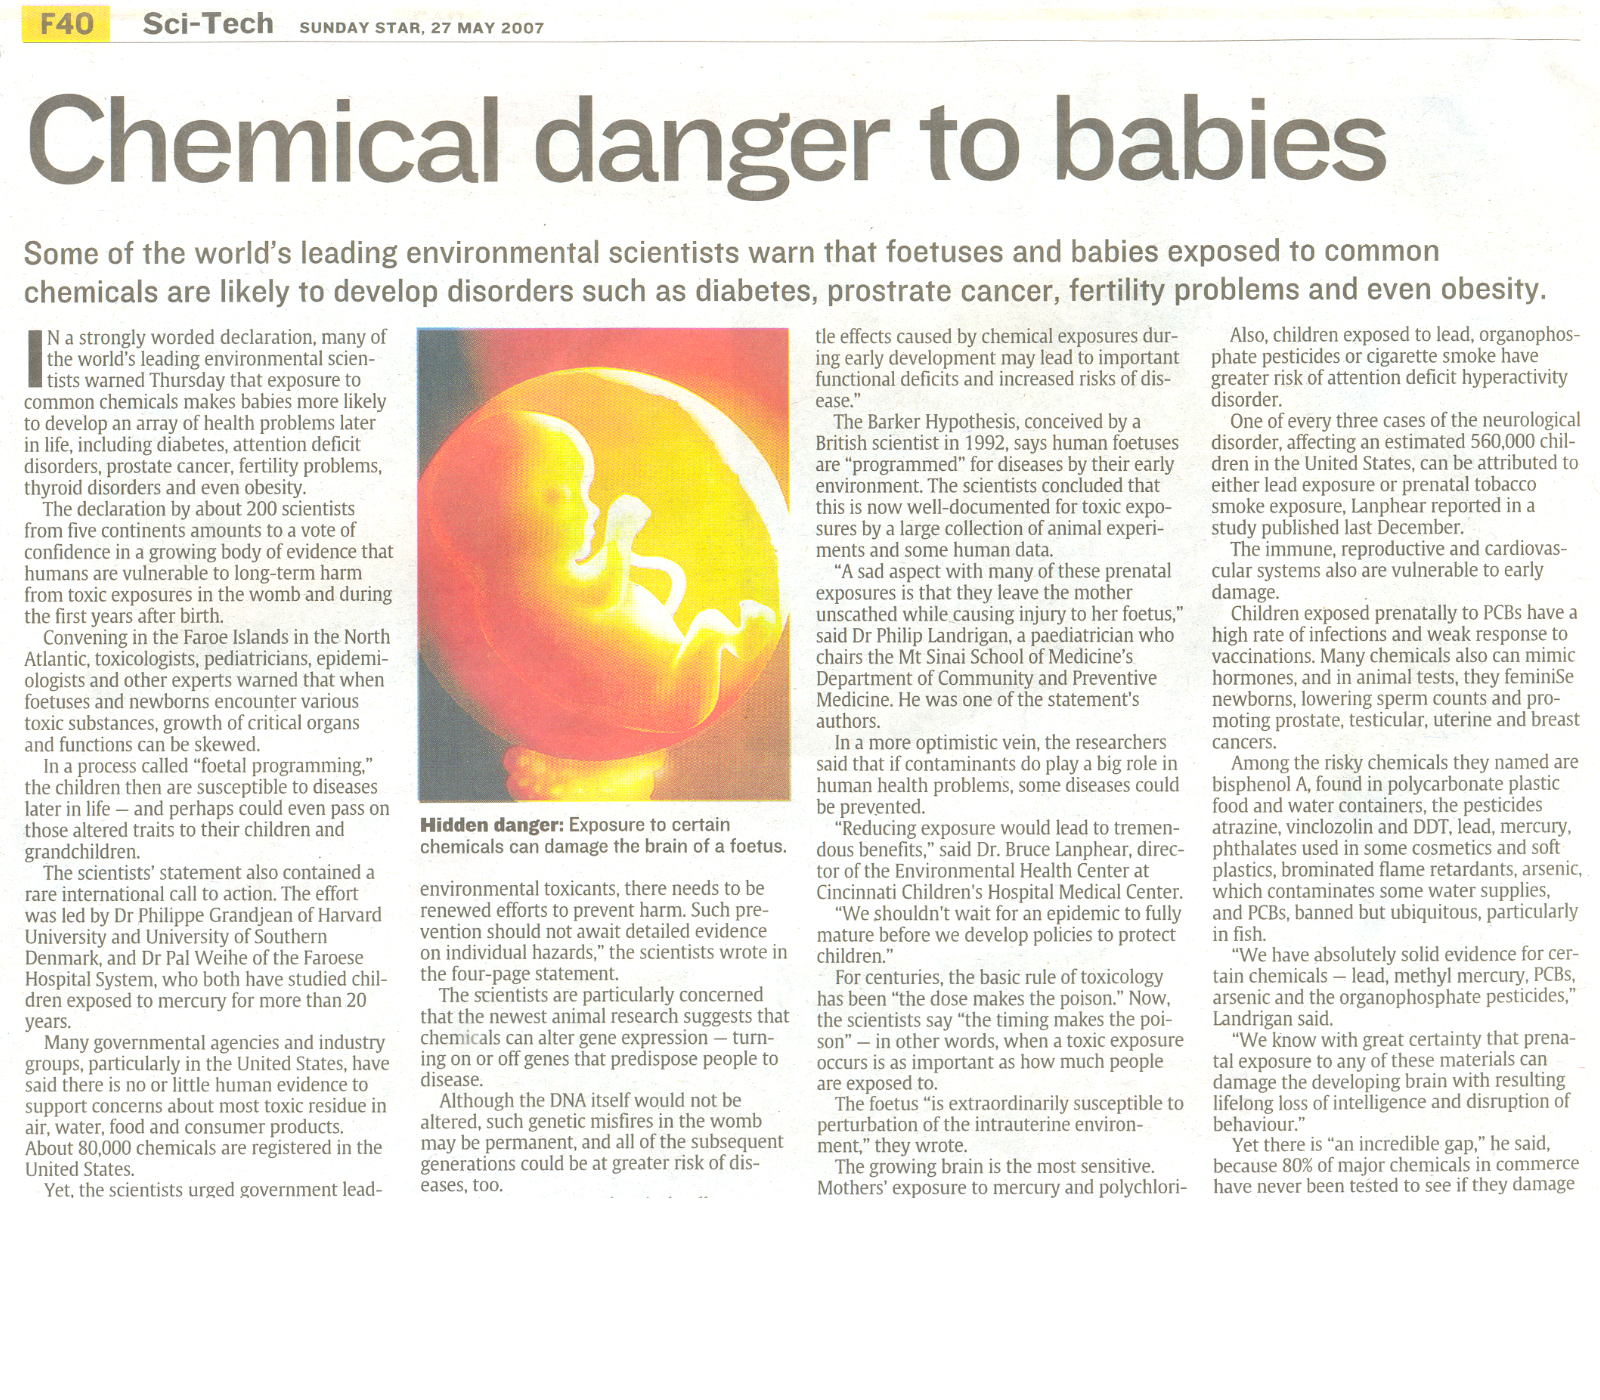 F40 Sci-Tech SUNDAY STAR, 27 MAY 2007
Chemical danger to babies
Some of the world's leading environmental scientists warn that foetuses and babies exposed to common
chemicals are likely to develop disorders such as diabetes, prostrate cancer, fertility problems and even obesity.
IN a strongly worded declaration, many of
the world's leading environmental scien-
tists warned Thursday that exposure to
common chemicals makes babies more likely
to develop an array of health problems later
in life, including diabetes, attention deficit
disorders, prostate cancer, fertility problems,
thyroid disorders and even obesity.
The declaration by about 200 scientists
from five continents amounts to a vote of
confidence in a growing body of evidence that
humans are vulnerable to long-term harm
from toxic exposures in the womb and during
the first years after birth.
Convening in the Faroe Islands in the North
Atlantic, toxicologists, pediatricians, epidemi-
ologists and other experts warned that when
foetuses and newborns encounter various
toxic substances, growth of critical organs
and functions can be skewed.
In a process called "foetal programming,"
the children then are susceptible to diseases
later in life — and perhaps could even pass on
those altered traits to their children and
grandchildren.
The scientists' statement also contained a
rare international call to action. The effort
was led by Dr Philippe Grandjean of Harvard
University and University of Southern
Denmark, and Dr Pal Weihe of the Faroese
Hospital System, who both have studied chil-
dren exposed to mercury for more than 20
years.
Many governmental agencies and industry
groups, particularly in the United States, have
said there is no or little human evidence to
support concerns about most toxic residue in
air, water, food and consumer products.
About 80,000 chemicals are registered in the
United States.
Yet, the scientists urged government lead-
Hidden danger: Exposure to certain
chemicals can damage the brain of a foetus.
environmental toxicants, there needs to be
renewed efforts to prevent harm. Such pre-
vention should not await detailed evidence
on individual hazards," the scientists wrote in
the four-page statement.
The scientists are particularly concerned
that the newest animal research suggests that
chemicals can alter gene expression — turn-
ing on or off genes that predispose people to
disease.
Although the DNA itself would not be
altered, such genetic misfires in the womb
may be permanent, and all of the subsequent
generations could be at greater risk of dis-
eases, too.
tle effects caused by chemical exposures dur-
ing early development may lead to important
functional deficits and increased risks of dis-
ease."
The Barker Hypothesis, conceived by a
British scientist in 1992, says human foetuses
are "programmed" for diseases by their early
environment. The scientists concluded that
this is now well-documented for toxic expo-
sures by a large collection of animal experi-
ments and some human data.
"A sad aspect with many of these prenatal
exposures is that they leave the mother
unscathed while causing injury to her foetus,"
said Dr Philip Landrigan, a paediatrician who
chairs the Mt Sinai School of Medicine's
Department of Community and Preventive
Medicine. He was one of the statement's
authors.
In a more optimistic vein, the researchers
said that if contaminants do play a big role in
human health problems, some diseases could
be prevented.
"Reducing exposure would lead to tremen-
dous benefits," said Dr. Bruce Lanphear, direc-
tor of the Environmental Health Center at
Cincinnati Children's Hospital Medical Center.
"We shouldn't wait for an epidemic to fully
mature before we develop policies to protect
children."
For centuries, the basic rule of toxicology
has been "the dose makes the poison." Now,
the scientists say "the timing makes the poi-
son" — in other words, when a toxic exposure
occurs is as important as how much people
are exposed to.
The foetus "is extraordinarily susceptible to
perturbation of the intrauterine environ-
ment," they wrote.
The growing brain is the most sensitive.
Mothers' exposure to mercury and polychlori-
Also, children exposed to lead, organophos-
phate pesticides or cigarette smoke have
greater risk of attention deficit hyperactivity
disorder.
One of every three cases of the neurological
disorder, affecting an estimated 560,000 chil-
dren in the United States, can be attributed to
either lead exposure or prenatal tobacco
smoke exposure, Lanphear reported in a
study published last December.
The immune, reproductive and cardiovas-
cular systems also are vulnerable to early
damage.
Children exposed prenatally to PCBs have a
high rate of infections and weak response to
vaccinations. Many chemicals also can mimic
hormones, and in animal tests, they feminiSe
newborns, lowering sperm counts and pro-
moting prostate, testicular, uterine and breast
cancers.
Among the risky chemicals they named are
bisphenol A, found in polycarbonate plastic
food and water containers, the pesticides
atrazine, vinclozolin and DDT, lead, mercury,
phthalates used in some cosmetics and soft
plastics, brominated flame retardants, arsenic,
which contaminates some water supplies,
and PCBs, banned but ubiquitous, particularly
in fish.
"We have absolutely solid evidence for cer-
tain chemicals — lead, methyl mercury, PCBs,
arsenic and the organophosphate pesticides,"
Landrigan said.
"We know with great certainty that prena-
tal exposure to any of these materials can
damage the developing brain with resulting
lifelong loss of intelligence and disruption of
behaviour."
Yet there is "an incredible gap," he said,
because 80% of major chemicals in commerce
have never been tested to see if they damage